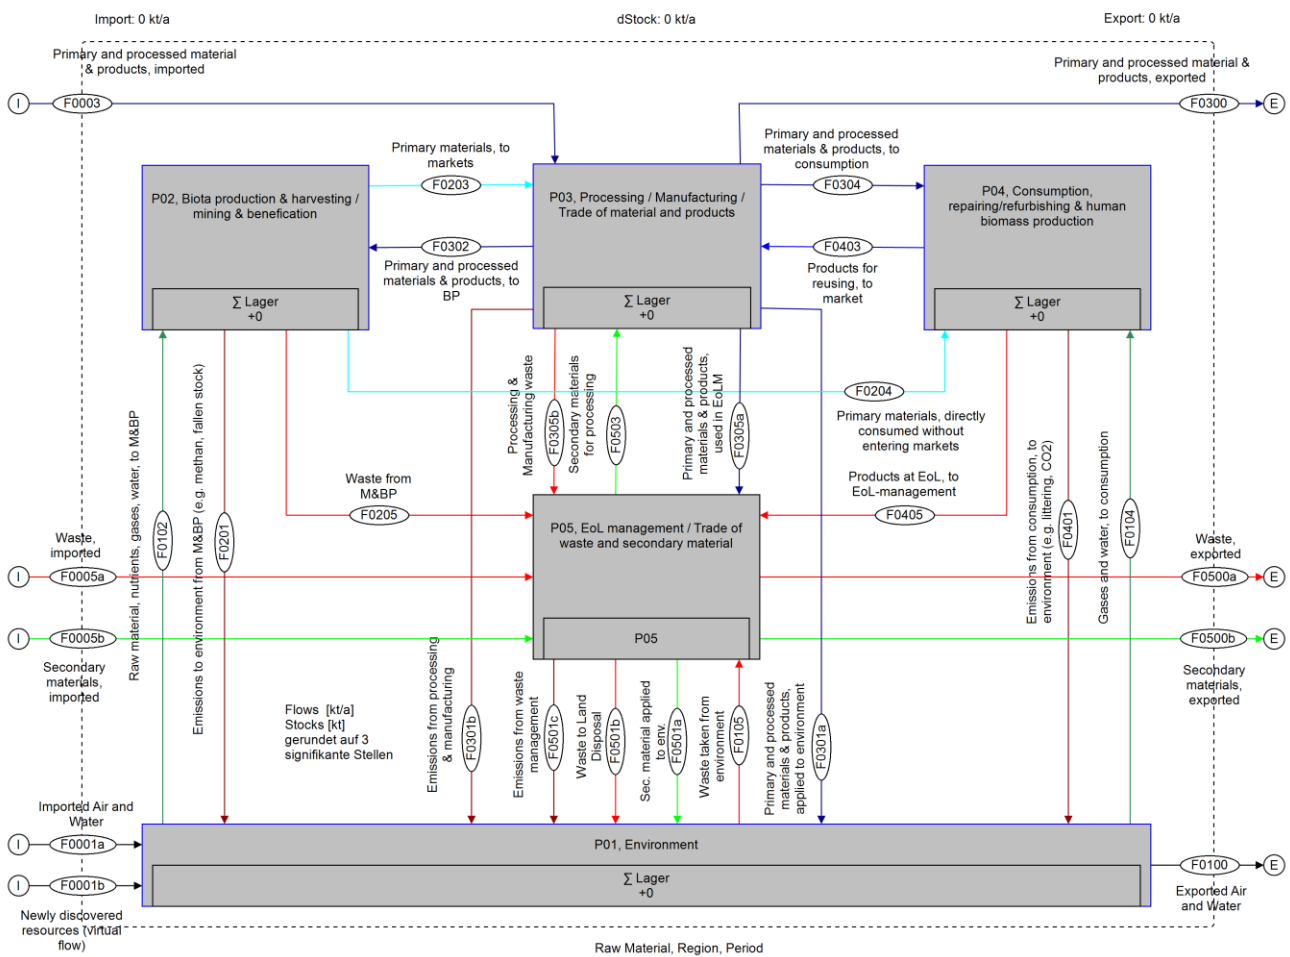 Import: 0 kt/a
dStock: 0 kt/a
Export: 0 kt/a
Primary and processed material
& products, imported
Primary and processed material &
products, exported
I
F0003
F0300
E
Primary materials, to
markets
F0203
Primary and processed
materials & products, to
consumption
F0304
P02, Biota production & harvesting /
mining & benefication
P03, Processing / Manufacturing /
Trade of material and products
P04, Consumption,
repairing/refurbishing & human
biomass production
F0302
Primary and processed
materials & products, to
BP
F0403
Products for
reusing, to
market
∑ Lager
+0
∑ Lager
+0
∑ Lager
+0
Raw material, nutrients, gases, water, to M&BP
F0102
Emissions to environment from M&BP (e.g. methan, fallen stock)
F0201
Processing &
Manufacturing waste
F0305b
Secondary materials
for processing
F0503
Primary and processed
materials & products,
used in EoLM
F0305a
F0204
Primary materials, directly
consumed without
entering markets
Waste from
M&BP
F0205
Products at EoL, to
EoL-management
F0405
Emissions from consumption, to
environment (e.g. littering, CO2)
F0401
Gases and water, to consumption
F0104
P05, EoL management / Trade of
waste and secondary material
P05
Waste,
imported
I
F0005a
Waste,
exported
F0500a
E
I
F0005b
Secondary
materials,
imported
F0500b
E
Secondary
materials,
exported
Flows [kt/a]
Stocks [kt]
gerundet auf 3
signifikante Stellen
Emissions from processing
& manufacturing
F0301b
Emissions from waste
management
F0501c
Waste to Land
Disposal
F0501b
Sec. material applied
to env.
F0501a
Waste taken from
environment
F0105
Primary and processed
materials & products,
applied to environment
F0301a
Imported Air and
Water
I
F0001a
I
F0001b
Newly discovered
resources (virtual
flow)
P01, Environment
∑ Lager
+0
F0100
E
Exported Air
and Water
Raw Material, Region, Period